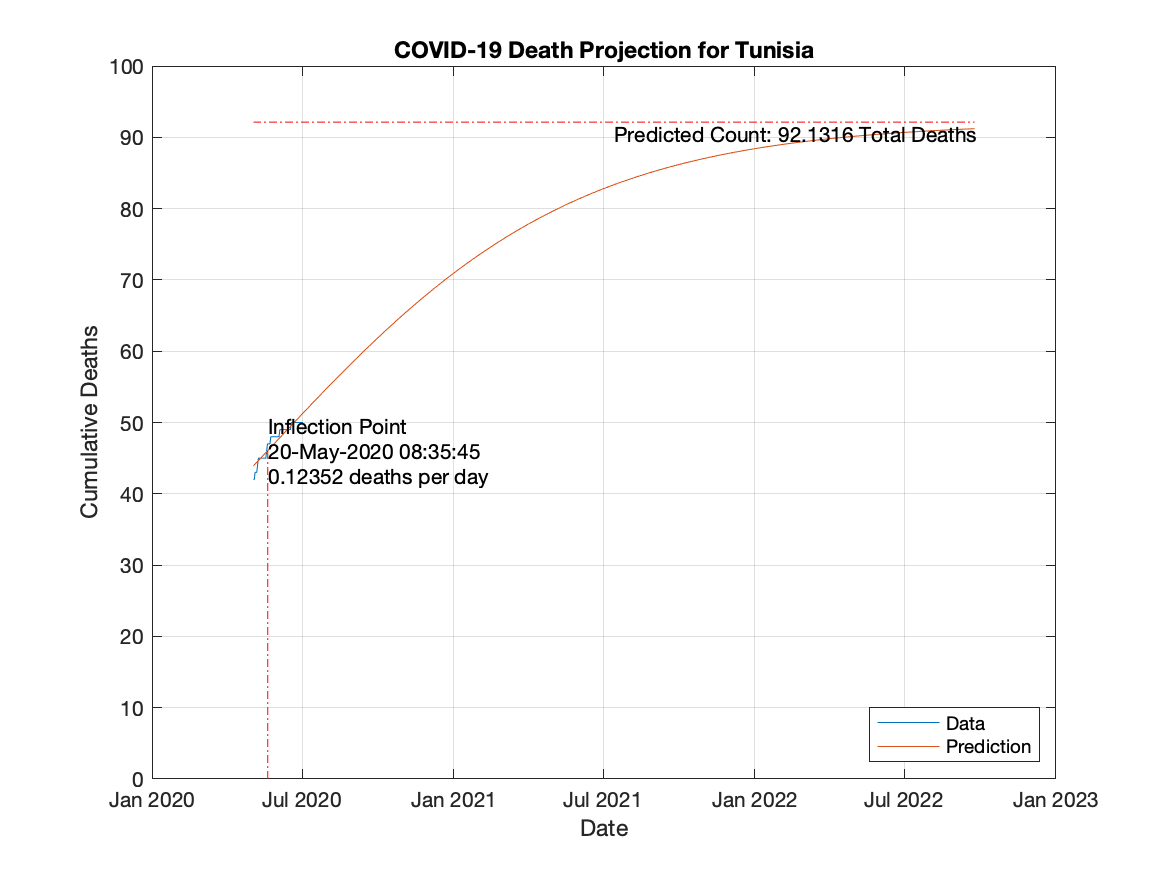 COVID-19 Death Projection for Tunisia
100
90
80
70
60
50
40
30
20
10
0
Cumulative Deaths
Predicted Count: 92.1316 Total Deaths
Inflection Point
20-May-2020 08:35:45
0.12352 deaths per day
Data
Prediction
Jan 2020
Jul 2020
Jan 2021
Jul 2021
Jan 2022
Jul 2022
Jan 2023
Date